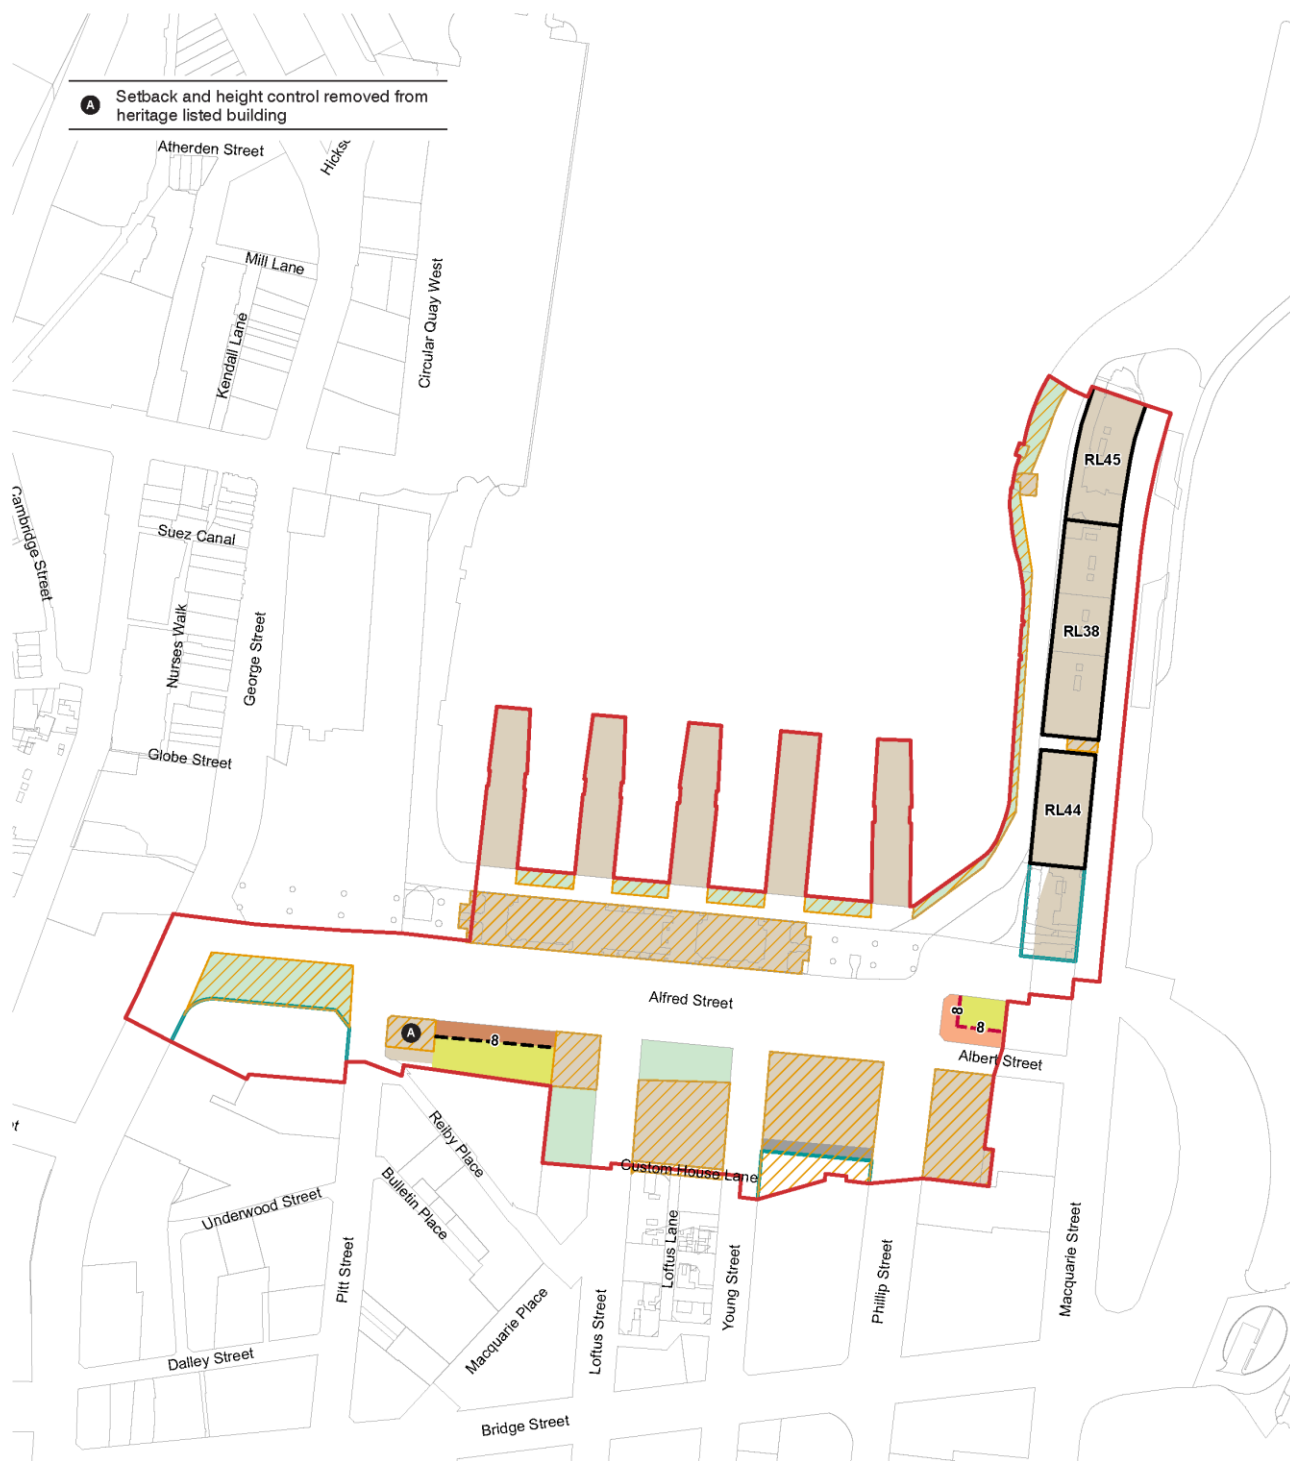 A
Setback and height control removed from
heritage listed building
Atherden Street
Hickso
Mill Lane
Kendall Lane
Circular Quay West
RL45
Cambridge Street
Suez Canal
Nurses Walk
George Street
RL38
Globe Street
RL44
Alfred Street
8
8
A
8
Albert Street
Reiby Place
Custom House Lane
Bulletin Place
Underwood Street
Pitt Street
Loftus Lane
Young Street
Phillip Street
Macquarie Street
Macquarie Place
Loftus Street
Dalley Street
Bridge Street